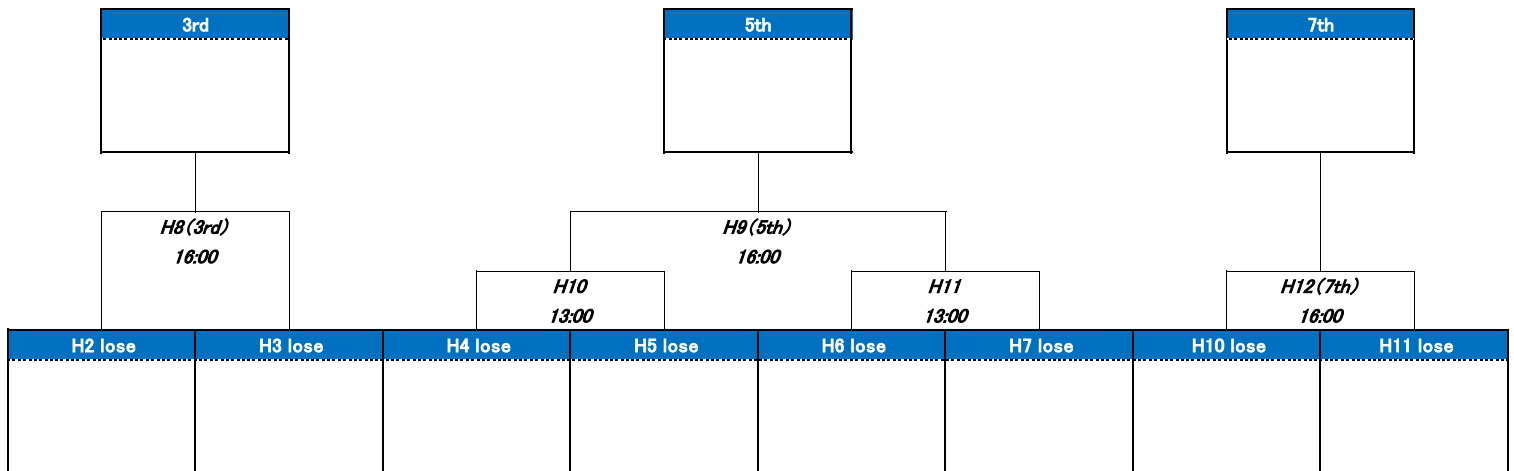 3rd 5th 7th
H8（3rd） H9（5th）
16:00 16:00
H10 H11 H12（7th）
13:00 13:00 16:00
H2 lose H3 lose H4 lose H5 lose H6 lose H7 lose H10 lose H11 lose